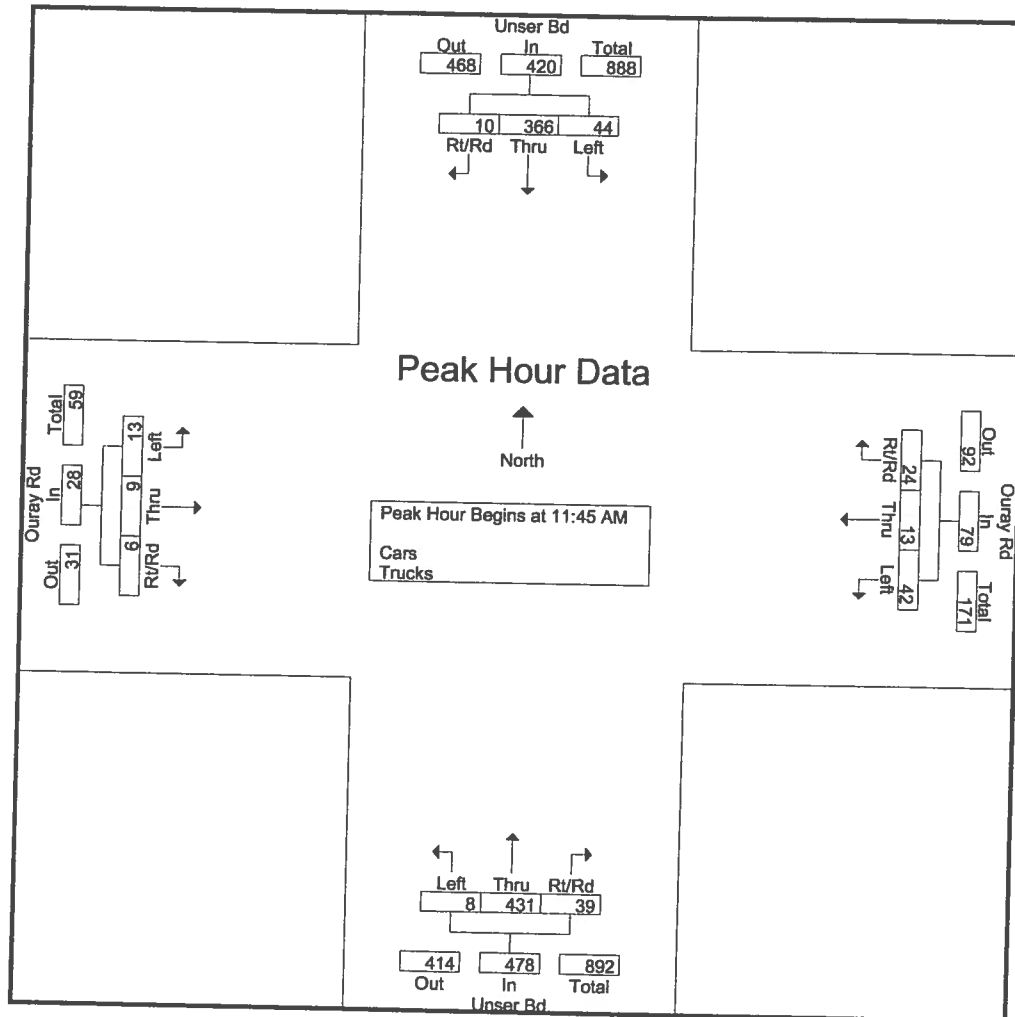 Unser Bd
Out In Total
468 420 888
10 366 44
Rt/Rd Thru Left
Peak Hour Data
North
Peak Hour Begins at 11:45 AM
Cars
Trucks
Ouray Rd
Total In Out
59 28 31
13 9 6
Left Thru Rt/Rd
Ouray Rd
Out In Total
92 79 171
24 13 42
Rt/Rd Thru Left
Left Thru Rt/Rd
8 431 39
414 478 892
Out In Total
Unser Bd